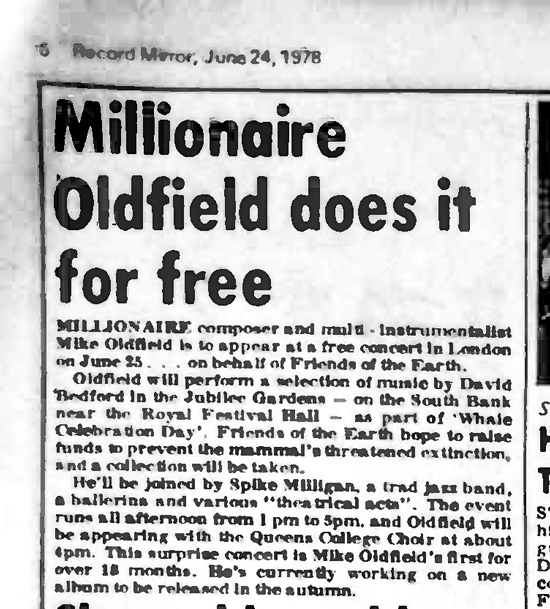 6 Record Mirror, June 24, 1978
Millionaire
Oldfield does it
for free
MILLIONAIRE composer and multi - instrumentalist
Mike Oldfield is to appear at a free concert in London
on June 25 . . . on behalf of Friends of the Earth.
Oldfield will perform a selection of music by David
Bedford in the Jubilee Gardens — on the South Bank
near the Royal Festival Hall — as part of 'Whale
Celebration Day'. Friends of the Earth hope to raise
funds to prevent the mammal's threatened extinction,
and a collection will be taken.
He'll be joined by Spike Milligan, a trad jazz band,
a ballerina and various "theatrical acts". The event
runs all afternoon from 1 pm to 5pm, and Oldfield will
be appearing with the Queens College Choir at about
4pm. This surprise concert is Mike Oldfield's first for
over 18 months. He's currently working on a new
album to be released in the autumn.